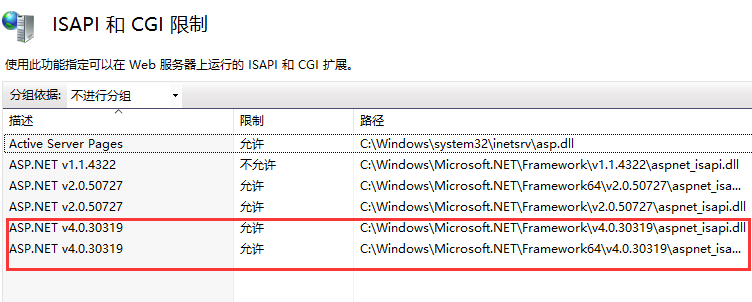 ISAPI 和 CGI 限制
使用此功能指定可以在 Web 服务器上运行的 ISAPI 和 CGI 扩展。
分组依据: 不进行分组
描述 限制 路径
Active Server Pages 允许 C:\Windows\system32\inetsrv\asp.dll
ASP.NET v1.1.4322 不允许 C:\Windows\Microsoft.NET\Framework\v1.1.4322\aspnet_isapi.dll
ASP.NET v2.0.50727 允许 C:\Windows\Microsoft.NET\Framework64\v2.0.50727\aspnet_isa...
ASP.NET v2.0.50727 允许 C:\Windows\Microsoft.NET\Framework\v2.0.50727\aspnet_isapi.dll
ASP.NET v4.0.30319 允许 C:\Windows\Microsoft.NET\Framework\v4.0.30319\aspnet_isapi.dll
ASP.NET v4.0.30319 允许 C:\Windows\Microsoft.NET\Framework64\v4.0.30319\aspnet_isa...